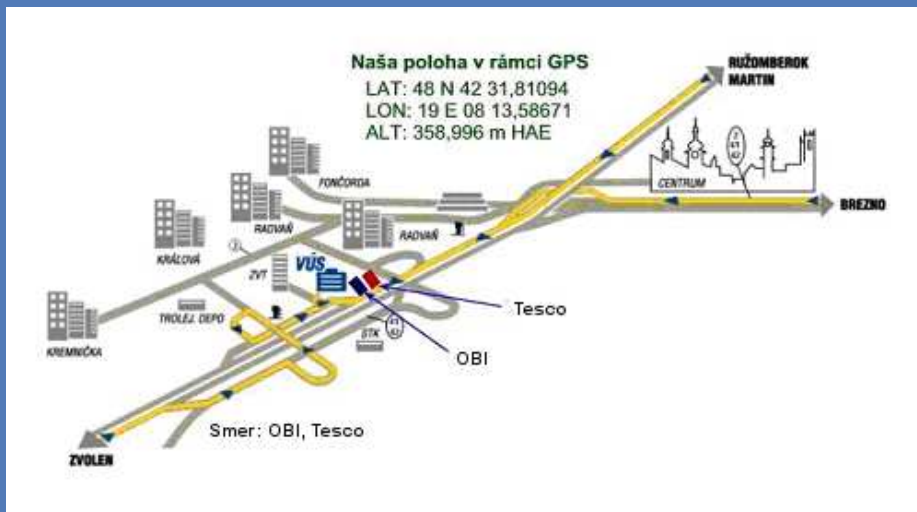 Naša poloha v rámci GPS
LAT: 48 N 42 31,81094
LON: 19 E 08 13,58671
ALT: 358,996 m HAE
RUŽOMBEROK
MARTIN
CENTRUM
BREZNO
FONČORDA
RADVAŇ
RADVAŇ
KRÁĽOVÁ
ZVT
VÚS
TROLEJ. DEPO
KREMNIČKA
STK
Tesco
OBI
Smer: OBI, Tesco
ZVOLEN